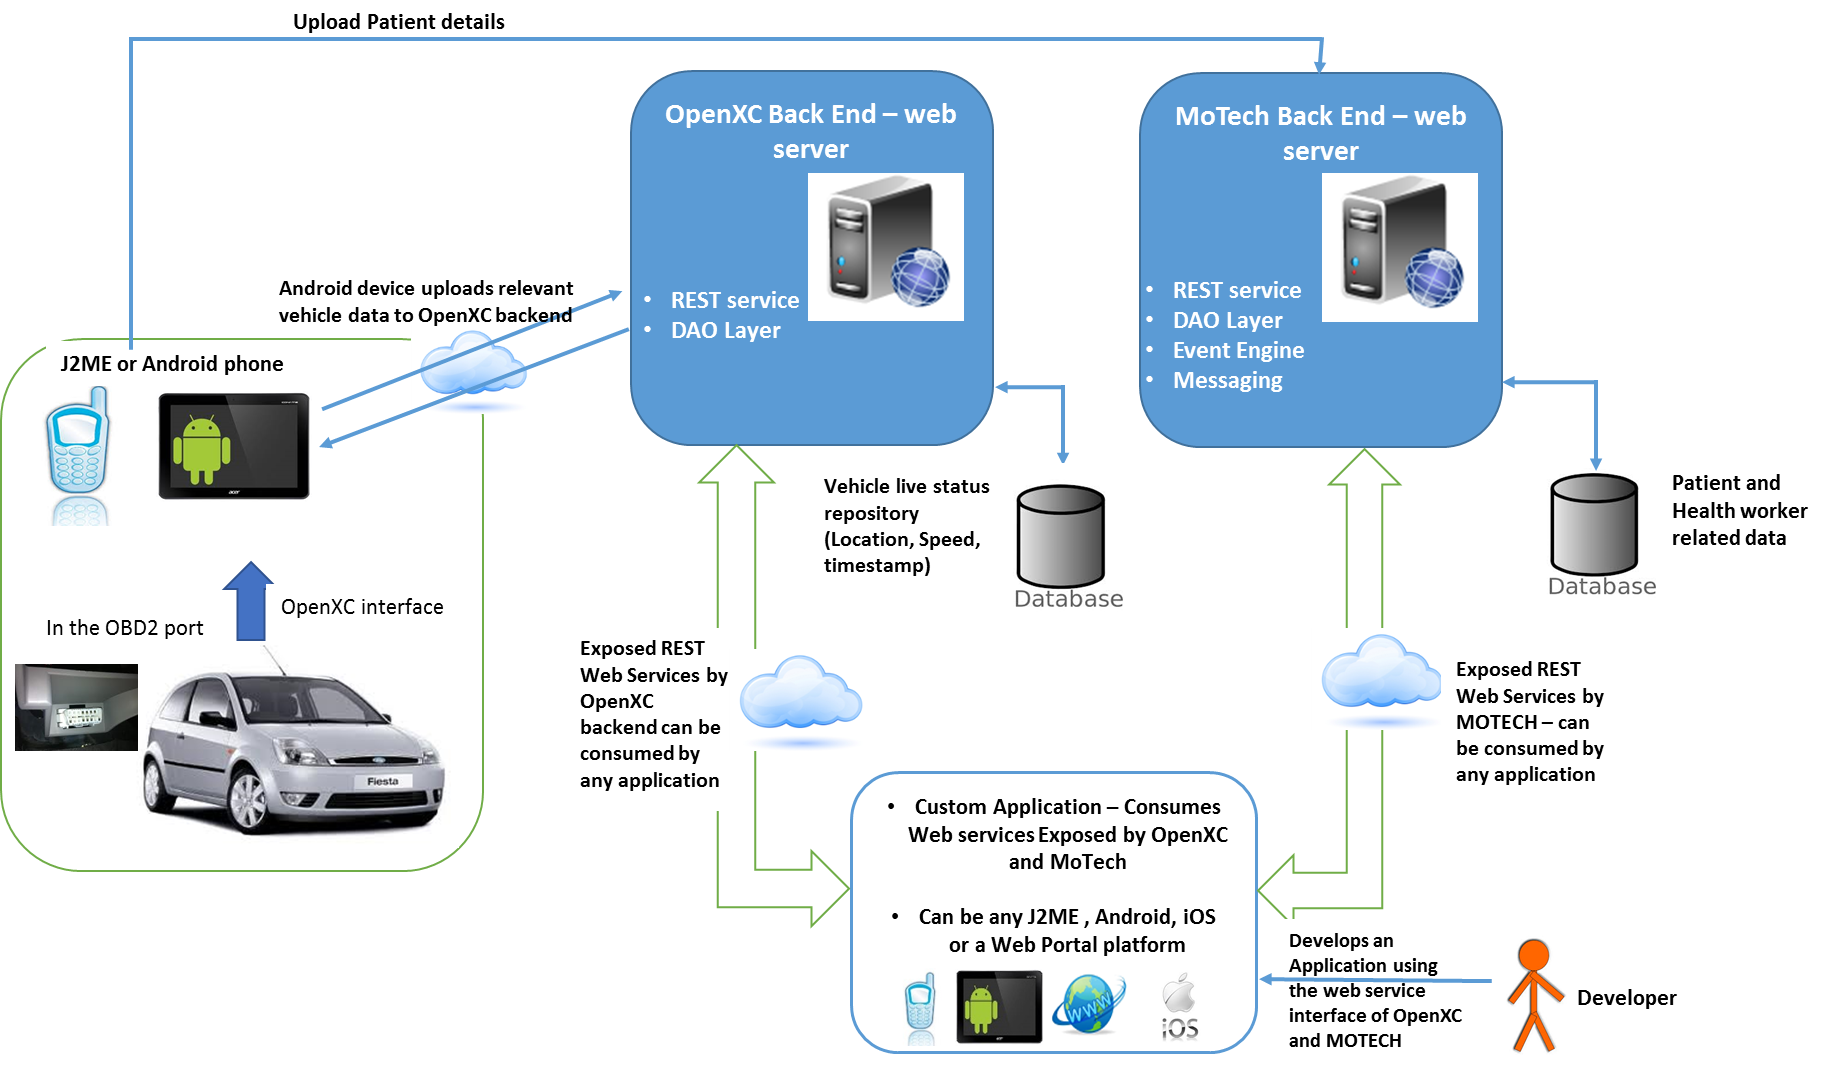 Upload Patient details
OpenXC Back End – web
server
• REST service
• DAO Layer
MoTech Back End – web
server
• REST service
• DAO Layer
• Event Engine
• Messaging
Android device uploads relevant
vehicle data to OpenXC backend
J2ME or Android phone
acer
OpenXC interface
In the OBD2 port
Fiesta
Vehicle live status
repository
(Location, Speed,
timestamp)
Database
Patient and
Health worker
related data
Database
Exposed REST
Web Services by
OpenXC
backend can be
consumed by
any application
Exposed REST
Web Services by
MOTECH – can
be consumed by
any application
• Custom Application – Consumes
Web services Exposed by OpenXC
and MoTech
• Can be any J2ME , Android, iOS
or a Web Portal platform
acer
WWW
iOS
Develops an
Application using
the web service
interface of OpenXC
and MOTECH
Developer